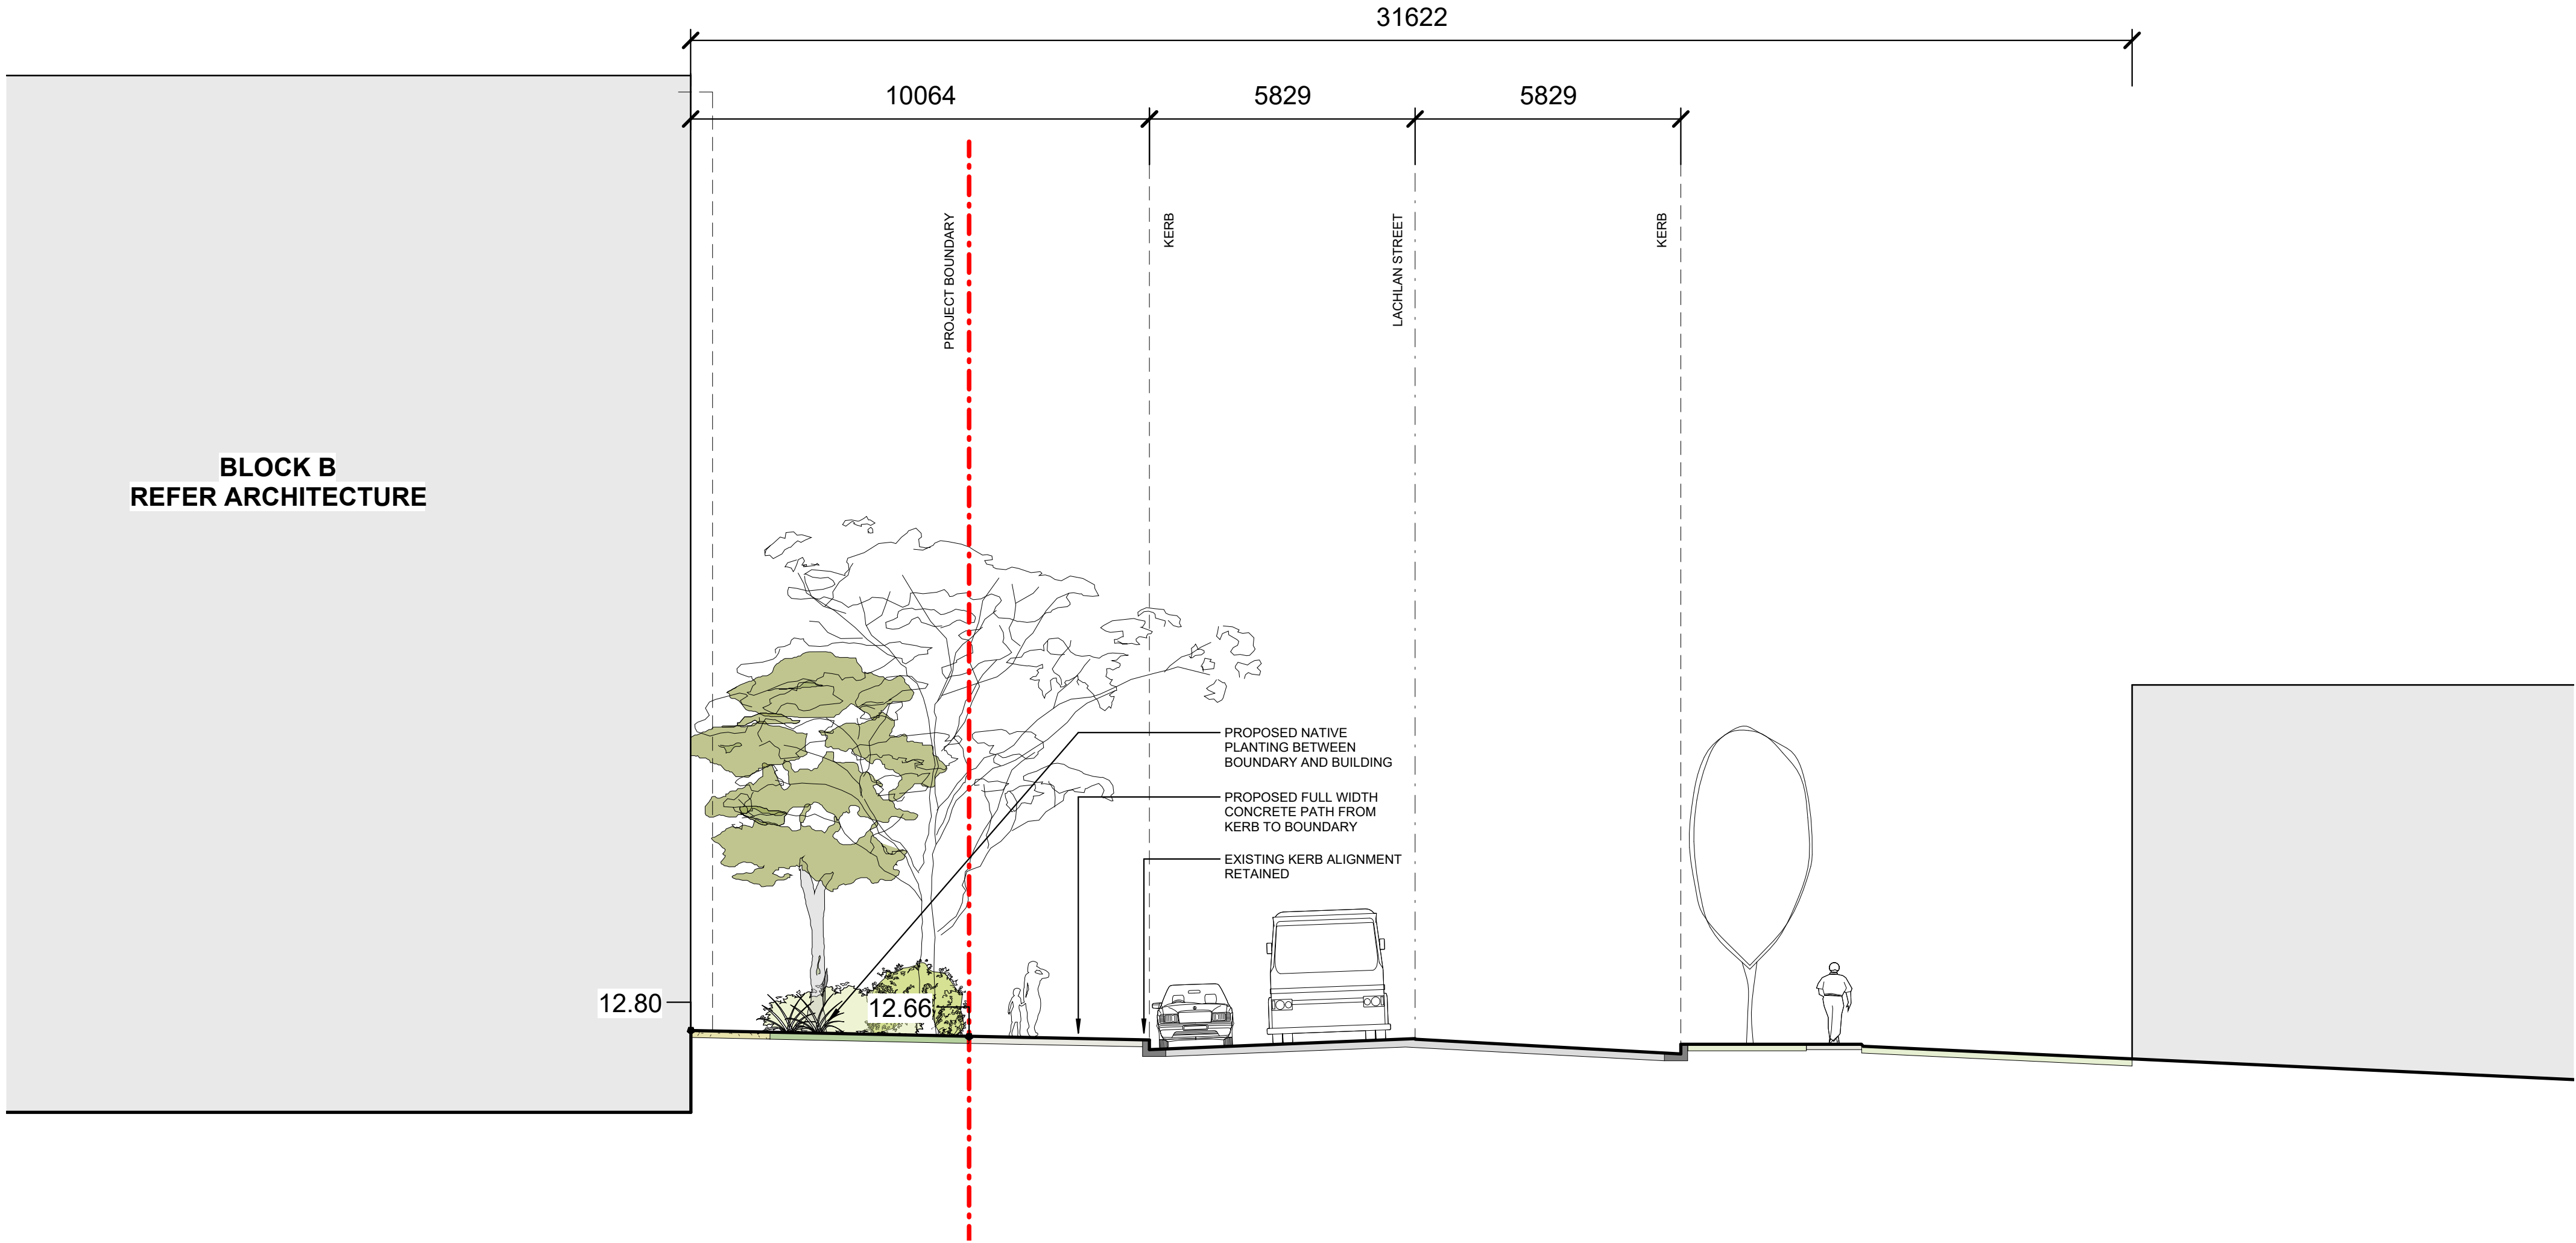 31622
10064
5829
5829
PROJECT BOUNDARY
KERB
LACHLAN STREET
KERB
BLOCK B
REFER ARCHITECTURE
PROPOSED NATIVE
PLANTING BETWEEN
BOUNDARY AND BUILDING
PROPOSED FULL WIDTH
CONCRETE PATH FROM
KERB TO BOUNDARY
EXISTING KERB ALIGNMENT
RETAINED
12.80
12.66